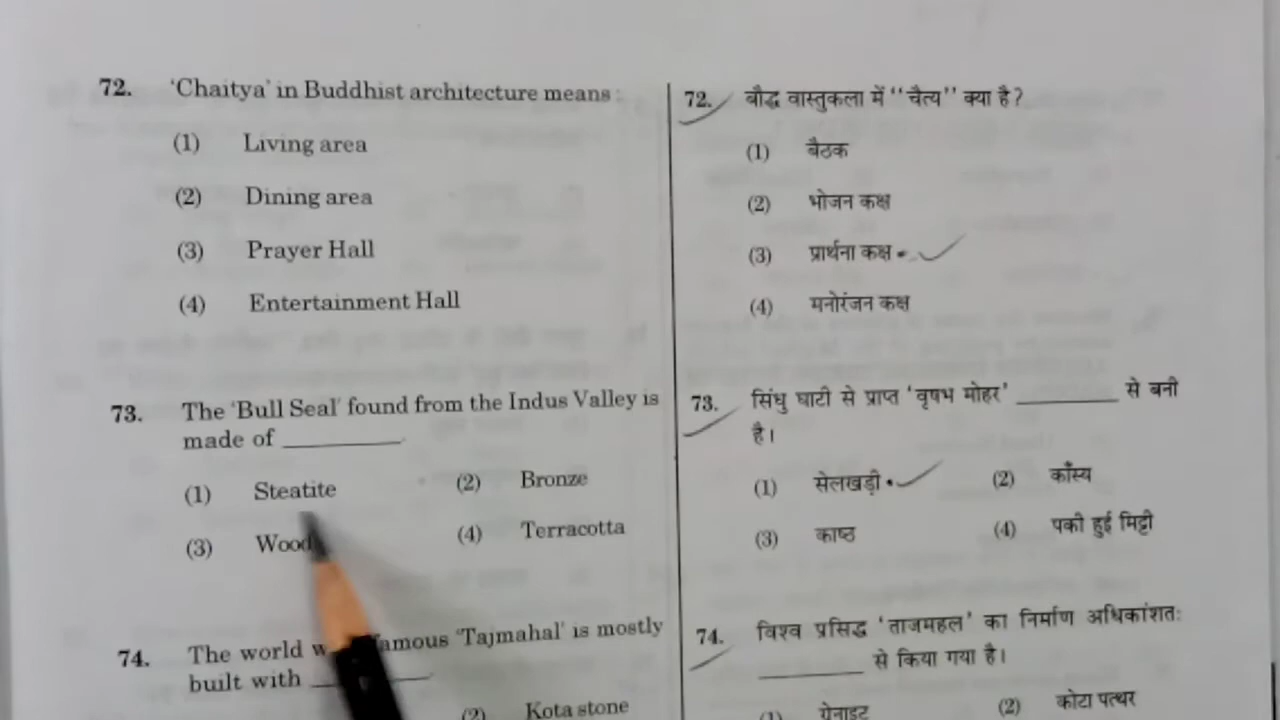 72. 'Chaitya' in Buddhist architecture means :
(1) Living area
(2) Dining area
(3) Prayer Hall
(4) Entertainment Hall
73. The 'Bull Seal' found from the Indus Valley is
made of __________.
(1) Steatite (2) Bronze
(3) Wood (4) Terracotta
74. The world w famous 'Tajmahal' is mostly
built with __________.
(2) Kota stone
72. बौद्ध वास्तुकला में "चैत्य" क्या है ?
(1) बैठक
(2) भोजन कक्ष
(3) प्रार्थना कक्ष
(4) मनोरंजन कक्ष
73. सिंधु घाटी से प्राप्त 'वृषभ मोहर' __________ से बनी
है।
(1) सेलखड़ी (2) काँस्य
(3) काष्ठ (4) पकी हुई मिट्टी
74. विश्व प्रसिद्ध 'ताजमहल' का निर्माण अधिकांशतः
__________ से किया गया है।
(1) ग्रेनाइट (2) कोटा पत्थर